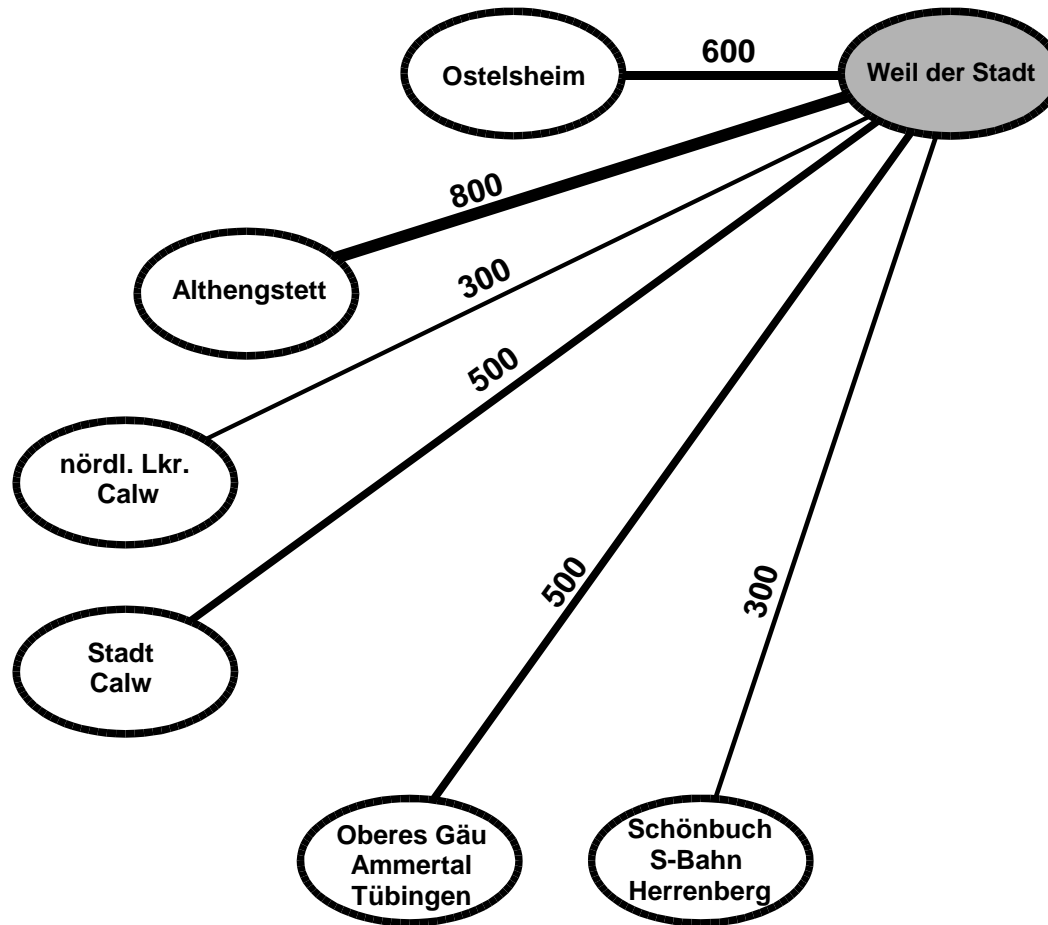 600
Ostelsheim
Weil der Stadt
800
Althengstett
300
500
nördl. Lkr.
Calw
500
300
Stadt
Calw
Oberes Gäu
Ammertal
Tübingen
Schönbuch
S-Bahn
Herrenberg